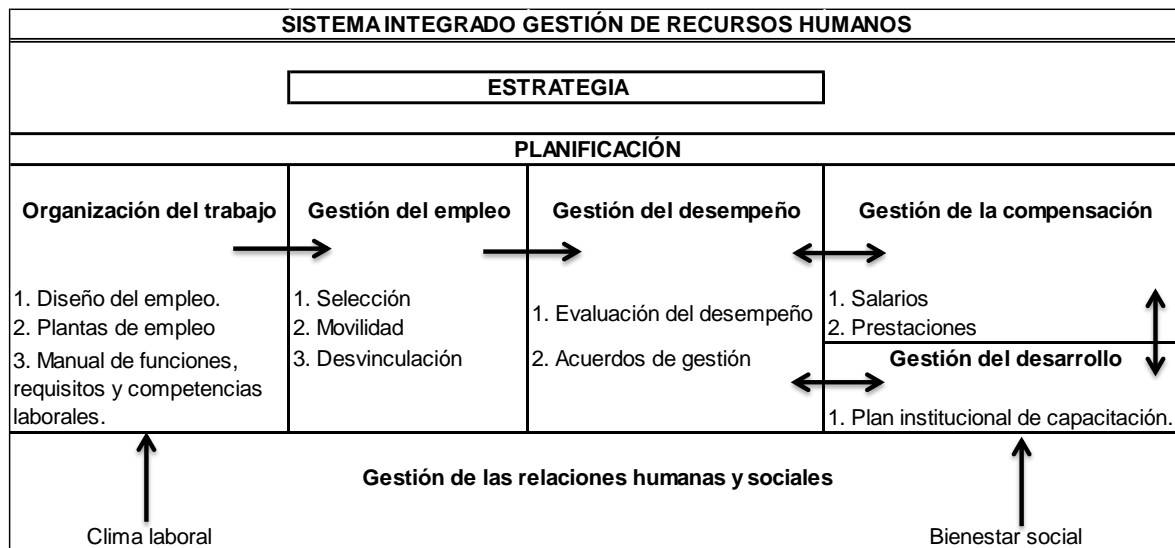 SISTEMA INTEGRADO GESTIÓN DE RECURSOS HUMANOS
ESTRATEGIA
PLANIFICACIÓN
Organización del trabajo
1. Diseño del empleo.
2. Plantas de empleo
3. Manual de funciones,
requisitos y competencias
laborales.
Gestión del empleo
1. Selección
2. Movilidad
3. Desvinculación
Gestión del desempeño
1. Evaluación del desempeño
2. Acuerdos de gestión
Gestión de la compensación
1. Salarios
2. Prestaciones
Gestión del desarrollo
1. Plan institucional de capacitación.
Gestión de las relaciones humanas y sociales
Clima laboral
Bienestar social